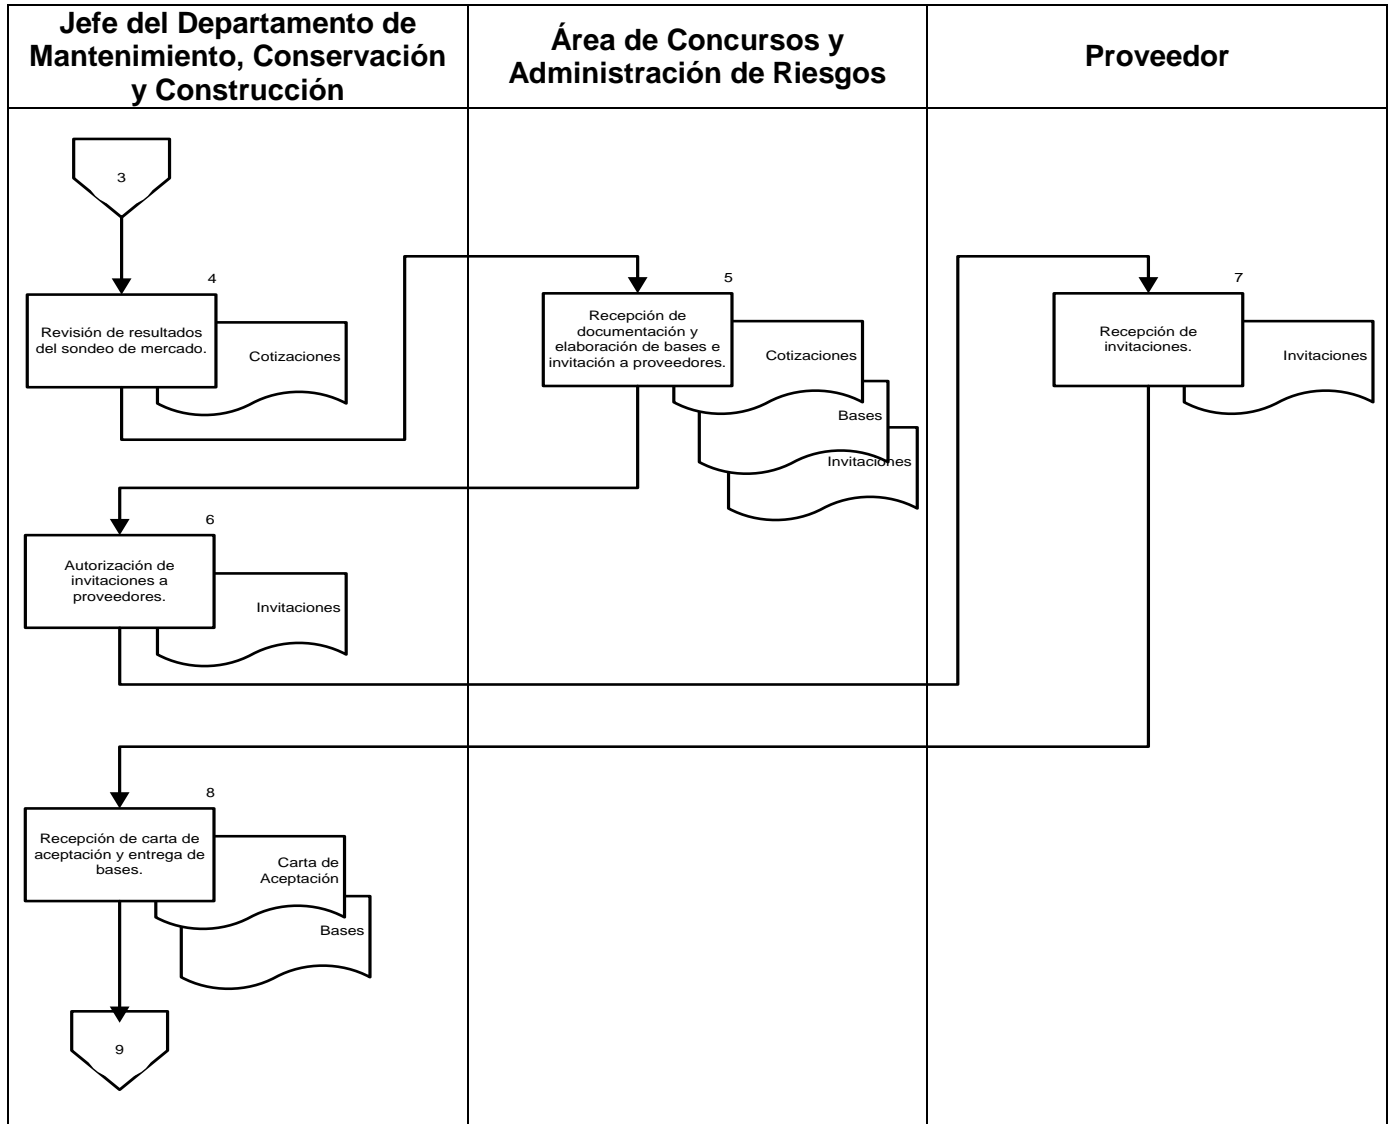 Jefe del Departamento de
Mantenimiento, Conservación
y Construcción
Área de Concursos y
Administración de Riesgos
Proveedor
3
4
Revisión de resultados
del sondeo de mercado.
Cotizaciones
5
Recepción de
documentación y
elaboración de bases e
invitación a proveedores.
Cotizaciones
Bases
Invitaciones
7
Recepción de
invitaciones.
Invitaciones
6
Autorización de
invitaciones a
proveedores.
Invitaciones
8
Recepción de carta de
aceptación y entrega de
bases.
Carta de
Aceptación
Bases
9